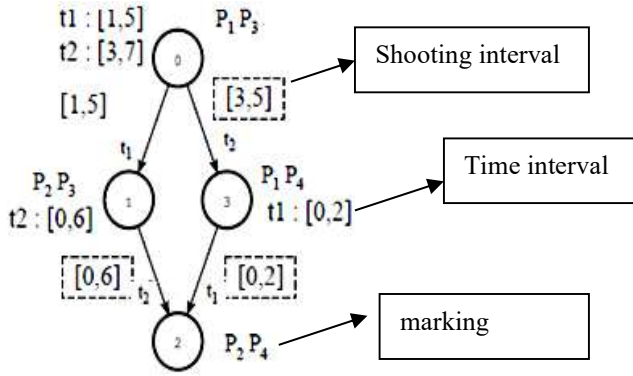 t1 : [1,5]
P₁ P₃
t2 : [3,7]
0
Shooting interval
[1,5]
[3,5]
t₁
t₂
Time interval
P₂ P₃
P₁ P₄
t2 : [0,6]
1
3
t1 : [0,2]
[0,6]
t₂
t₁
[0,2]
2
P₂ P₄
marking